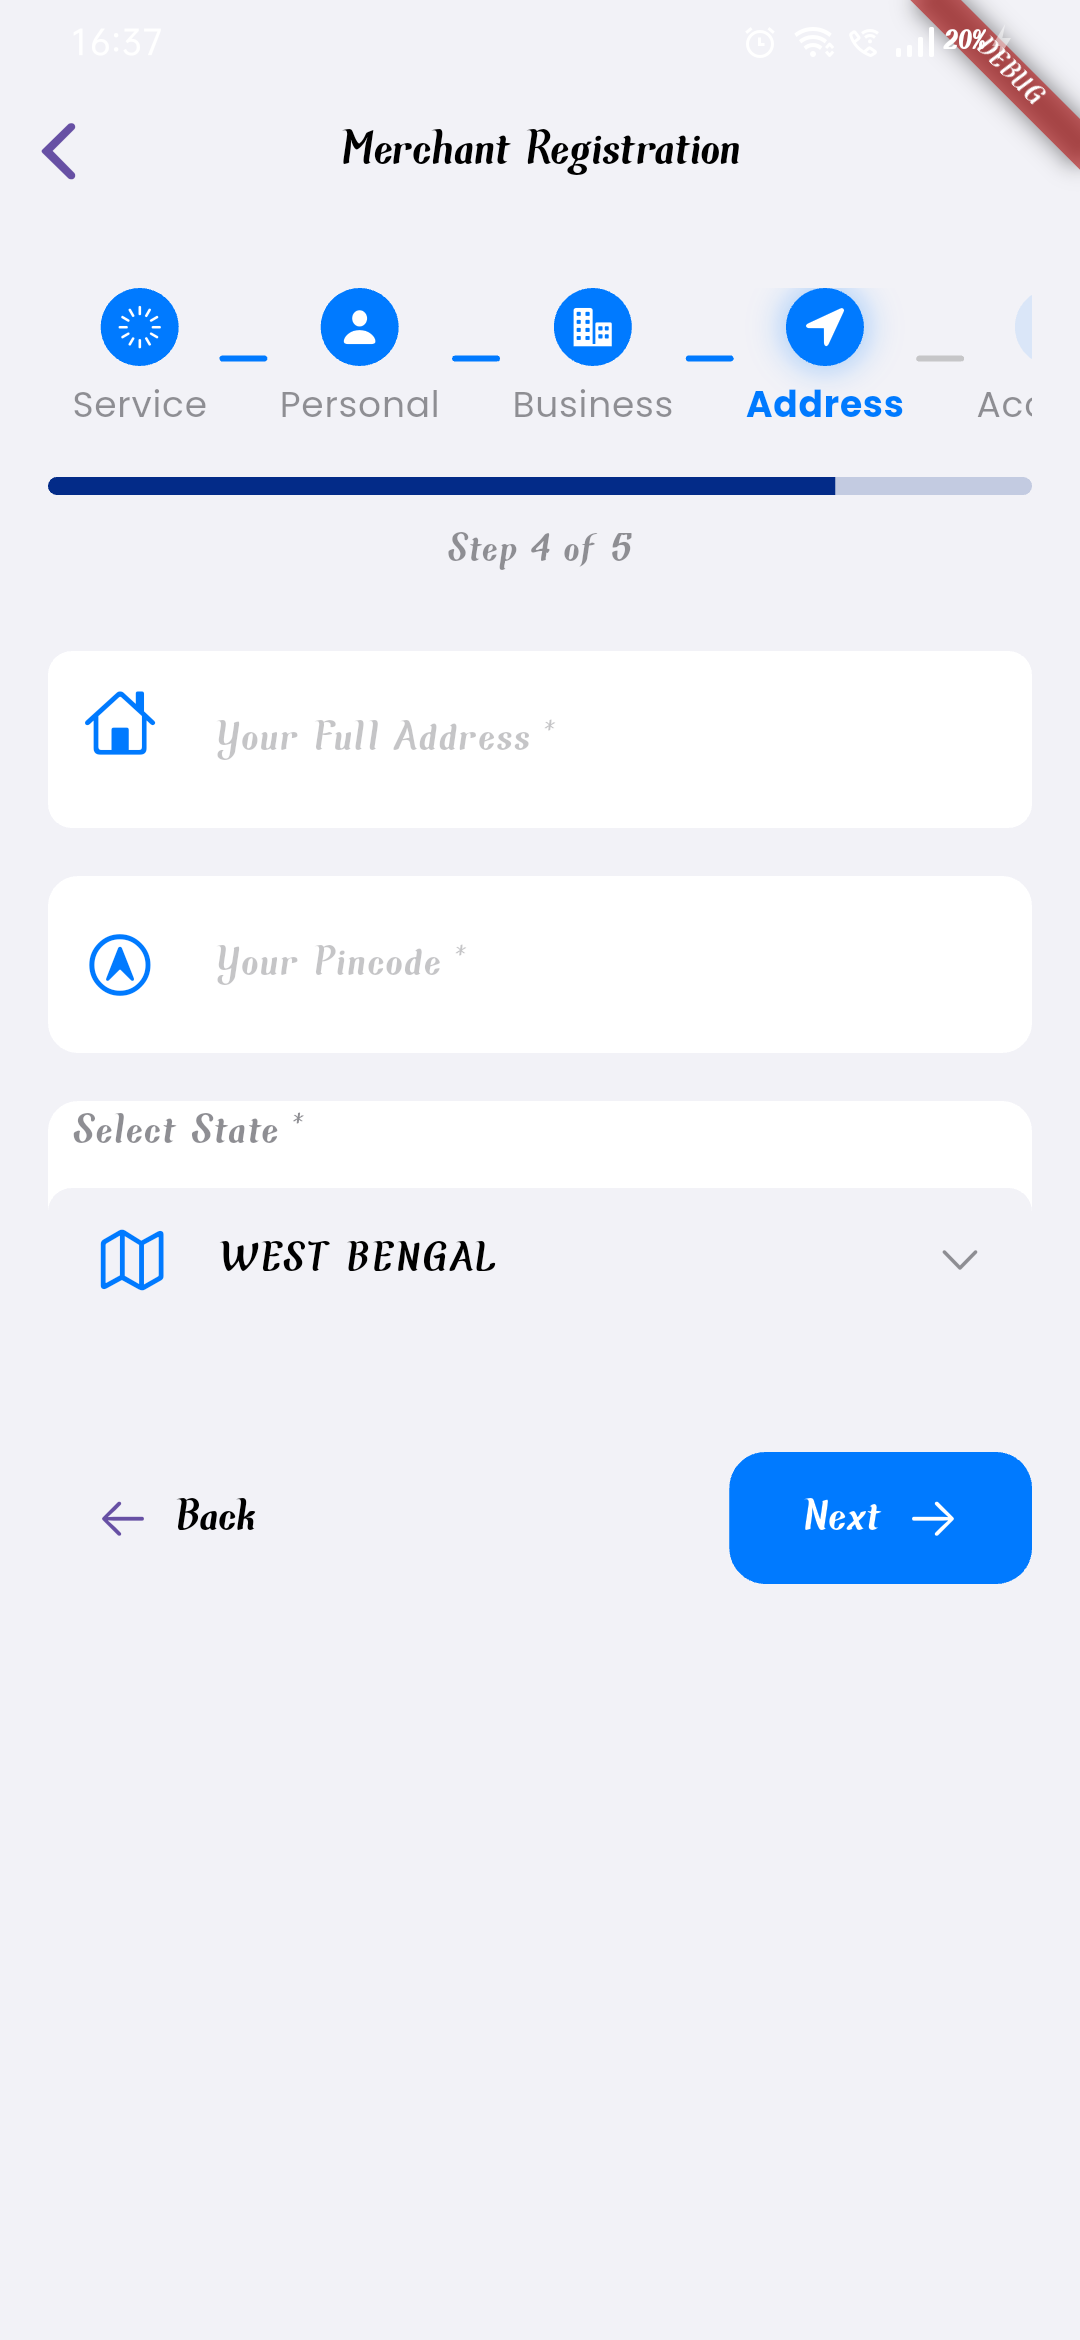 16:37
20%
DEBUG
Merchant Registration
Service Personal Business Address Acc
Step 4 of 5
Your Full Address *
Your Pincode *
Select State *
WEST BENGAL
Back
Next